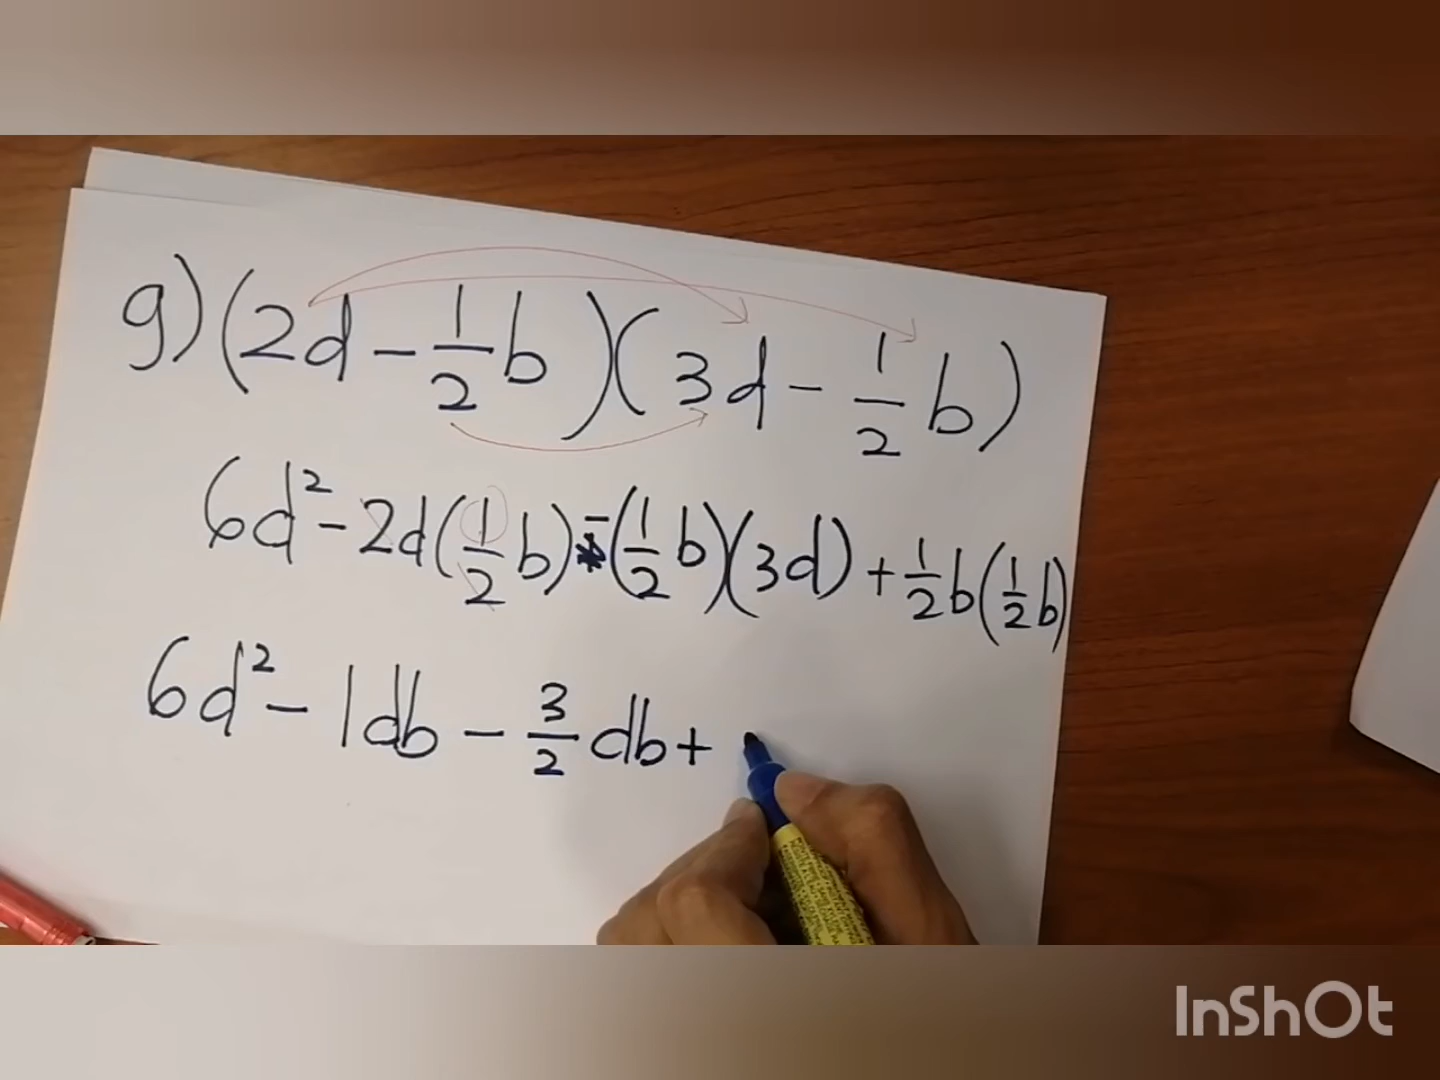 g) (2d - 1/2 b)(3d - 1/2 b)
6d² - 2d(1/2 b) - (1/2 b)(3d) + 1/2 b(1/2 b)
6d² - 1db - 3/2 db +
InShOt